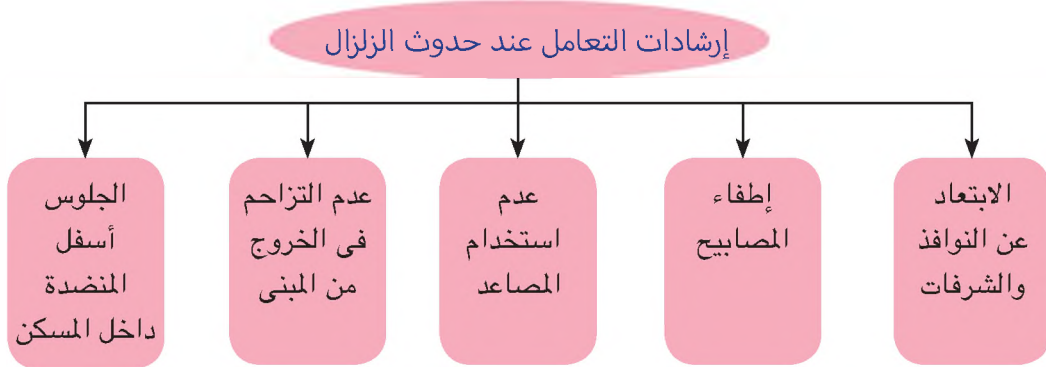 إرشادات التعامل عند حدوث الزلزال
الابتعاد
عن النوافذ
والشرفات
إطفاء
المصابيح
عدم
استخدام
المصاعد
عدم التزاحم
فى الخروج
من المبنى
الجلوس
أسفل
المنضدة
داخل المسكن